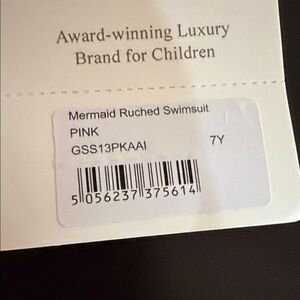 Award-winning Luxury
Brand for Children
Mermaid Ruched Swimsuit
PINK
GSS13PKAAI 7Y
5 056237 375614